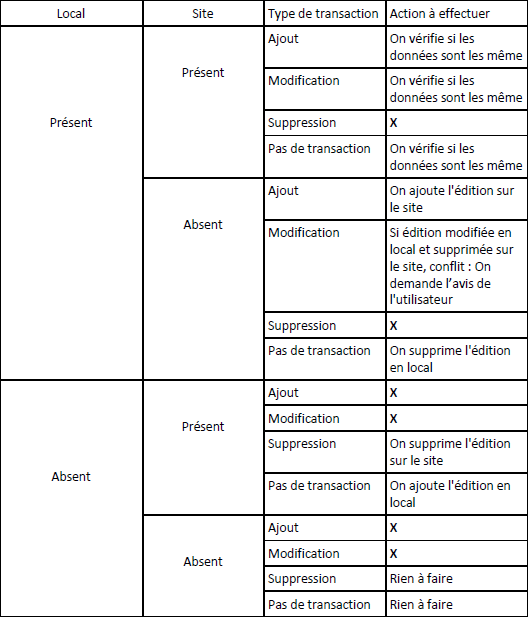 Local Site Type de transaction Action à effectuer
Présent
Présent
Ajout
On vérifie si les
données sont les même
Modification
On vérifie si les
données sont les même
Suppression
X
Pas de transaction
On vérifie si les
données sont les même
Absent
Ajout
On ajoute l'édition sur
le site
Modification
Si édition modifiée en
local et supprimée sur
le site, conflit : On
demande l’avis de
l'utilisateur
Suppression
X
Pas de transaction
On supprime l'édition
en local
Absent
Présent
Ajout
X
Modification
X
Suppression
On supprime l'édition
sur le site
Pas de transaction
On ajoute l'édition en
local
Absent
Ajout
X
Modification
X
Suppression
Rien à faire
Pas de transaction
Rien à faire